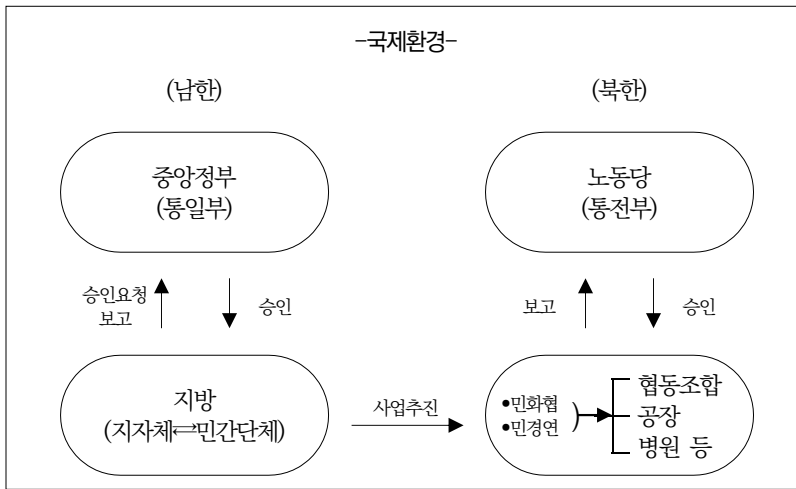 -국제환경-
(남한)
(북한)
중앙정부
(통일부)
노동당
(통전부)
승인요청
보고
승인
보고
승인
지방
(지자체⇄민간단체)
사업추진
•민화협
•민경연
협동조합
공장
병원 등